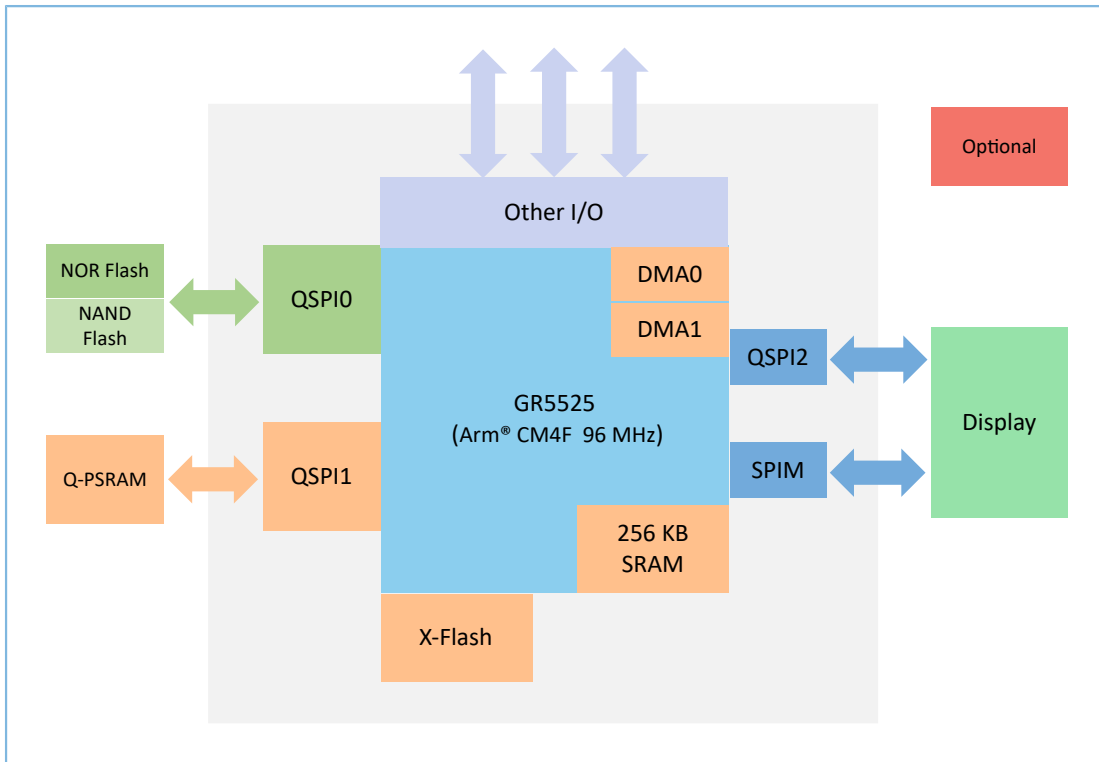 Optional
Other I/O
NOR Flash
NAND
Flash
QSPI0
DMA0
DMA1
QSPI2
GR5525
(Arm® CM4F 96 MHz)
Display
Q-PSRAM
QSPI1
SPIM
256 KB
SRAM
X-Flash